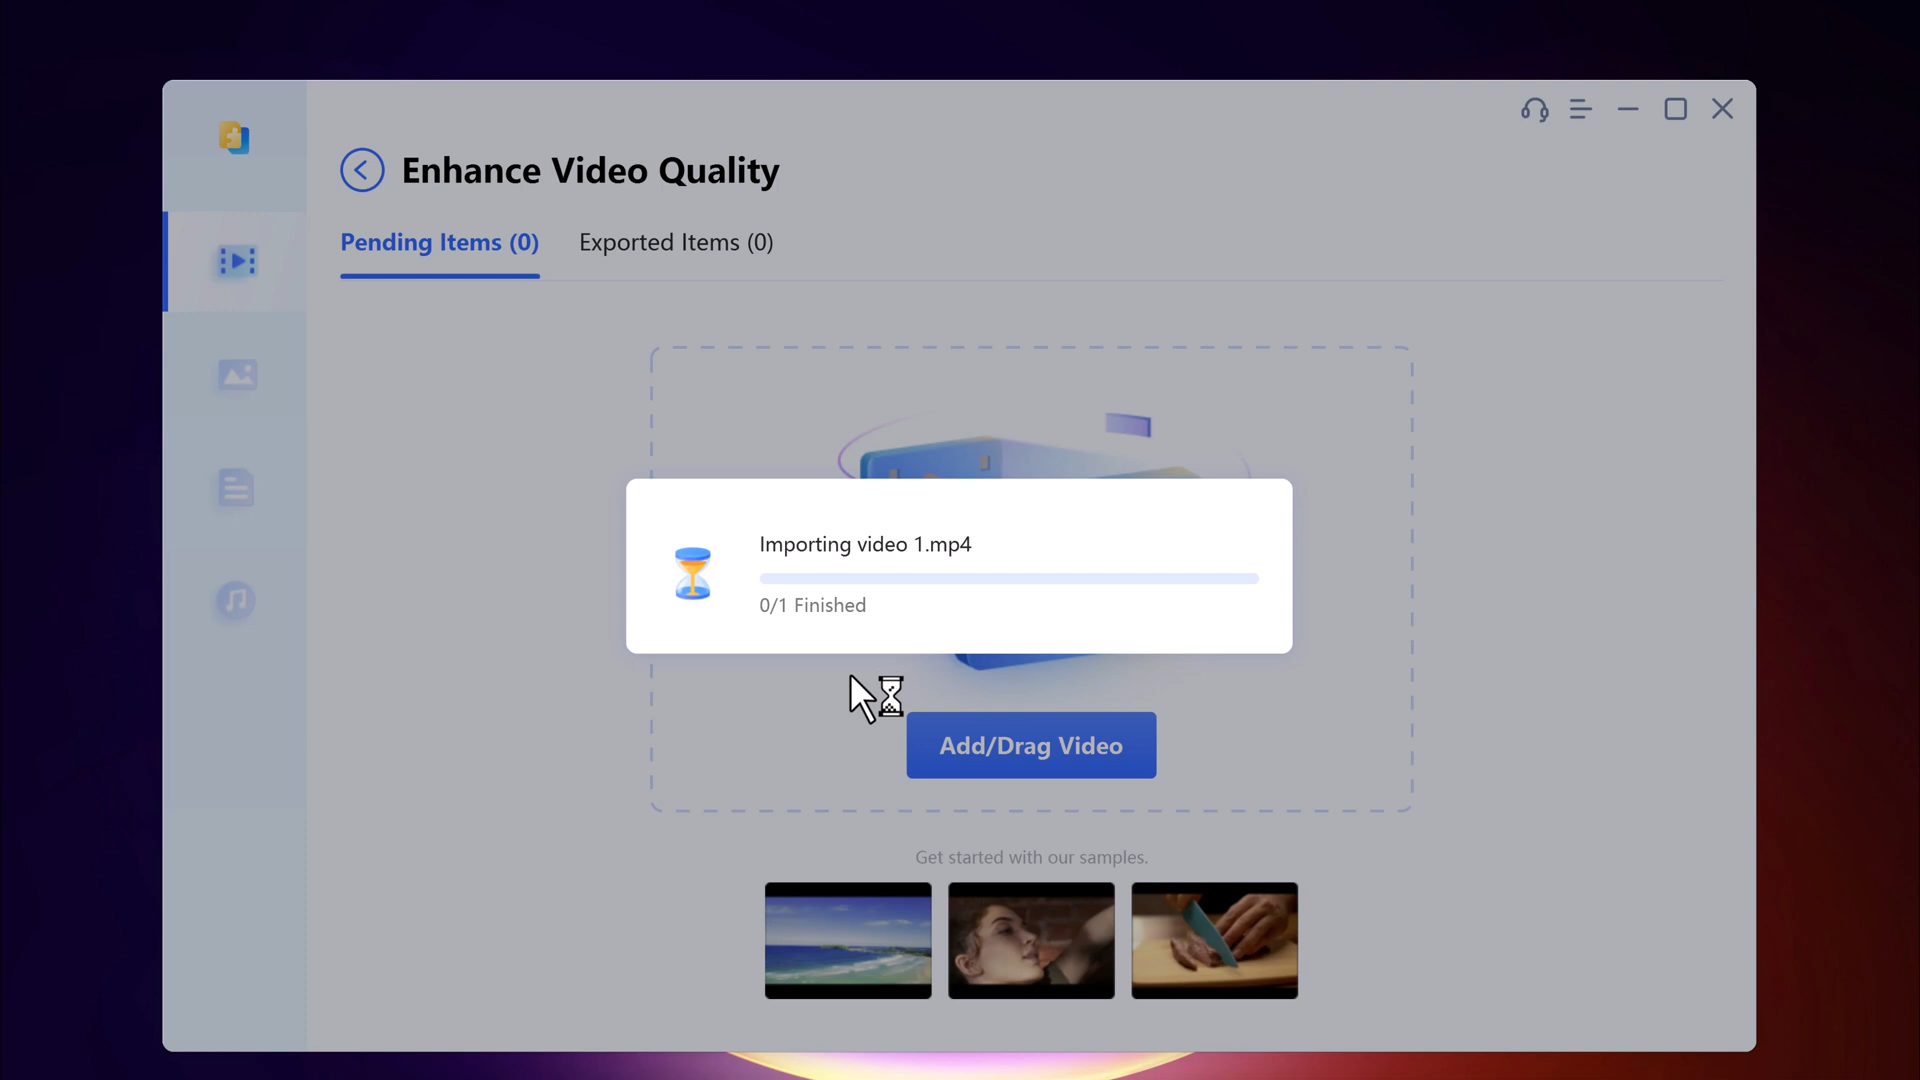 Enhance Video Quality
Pending Items (0)
Exported Items (0)
Importing video 1.mp4
0/1 Finished
Add/Drag Video
Get started with our samples.